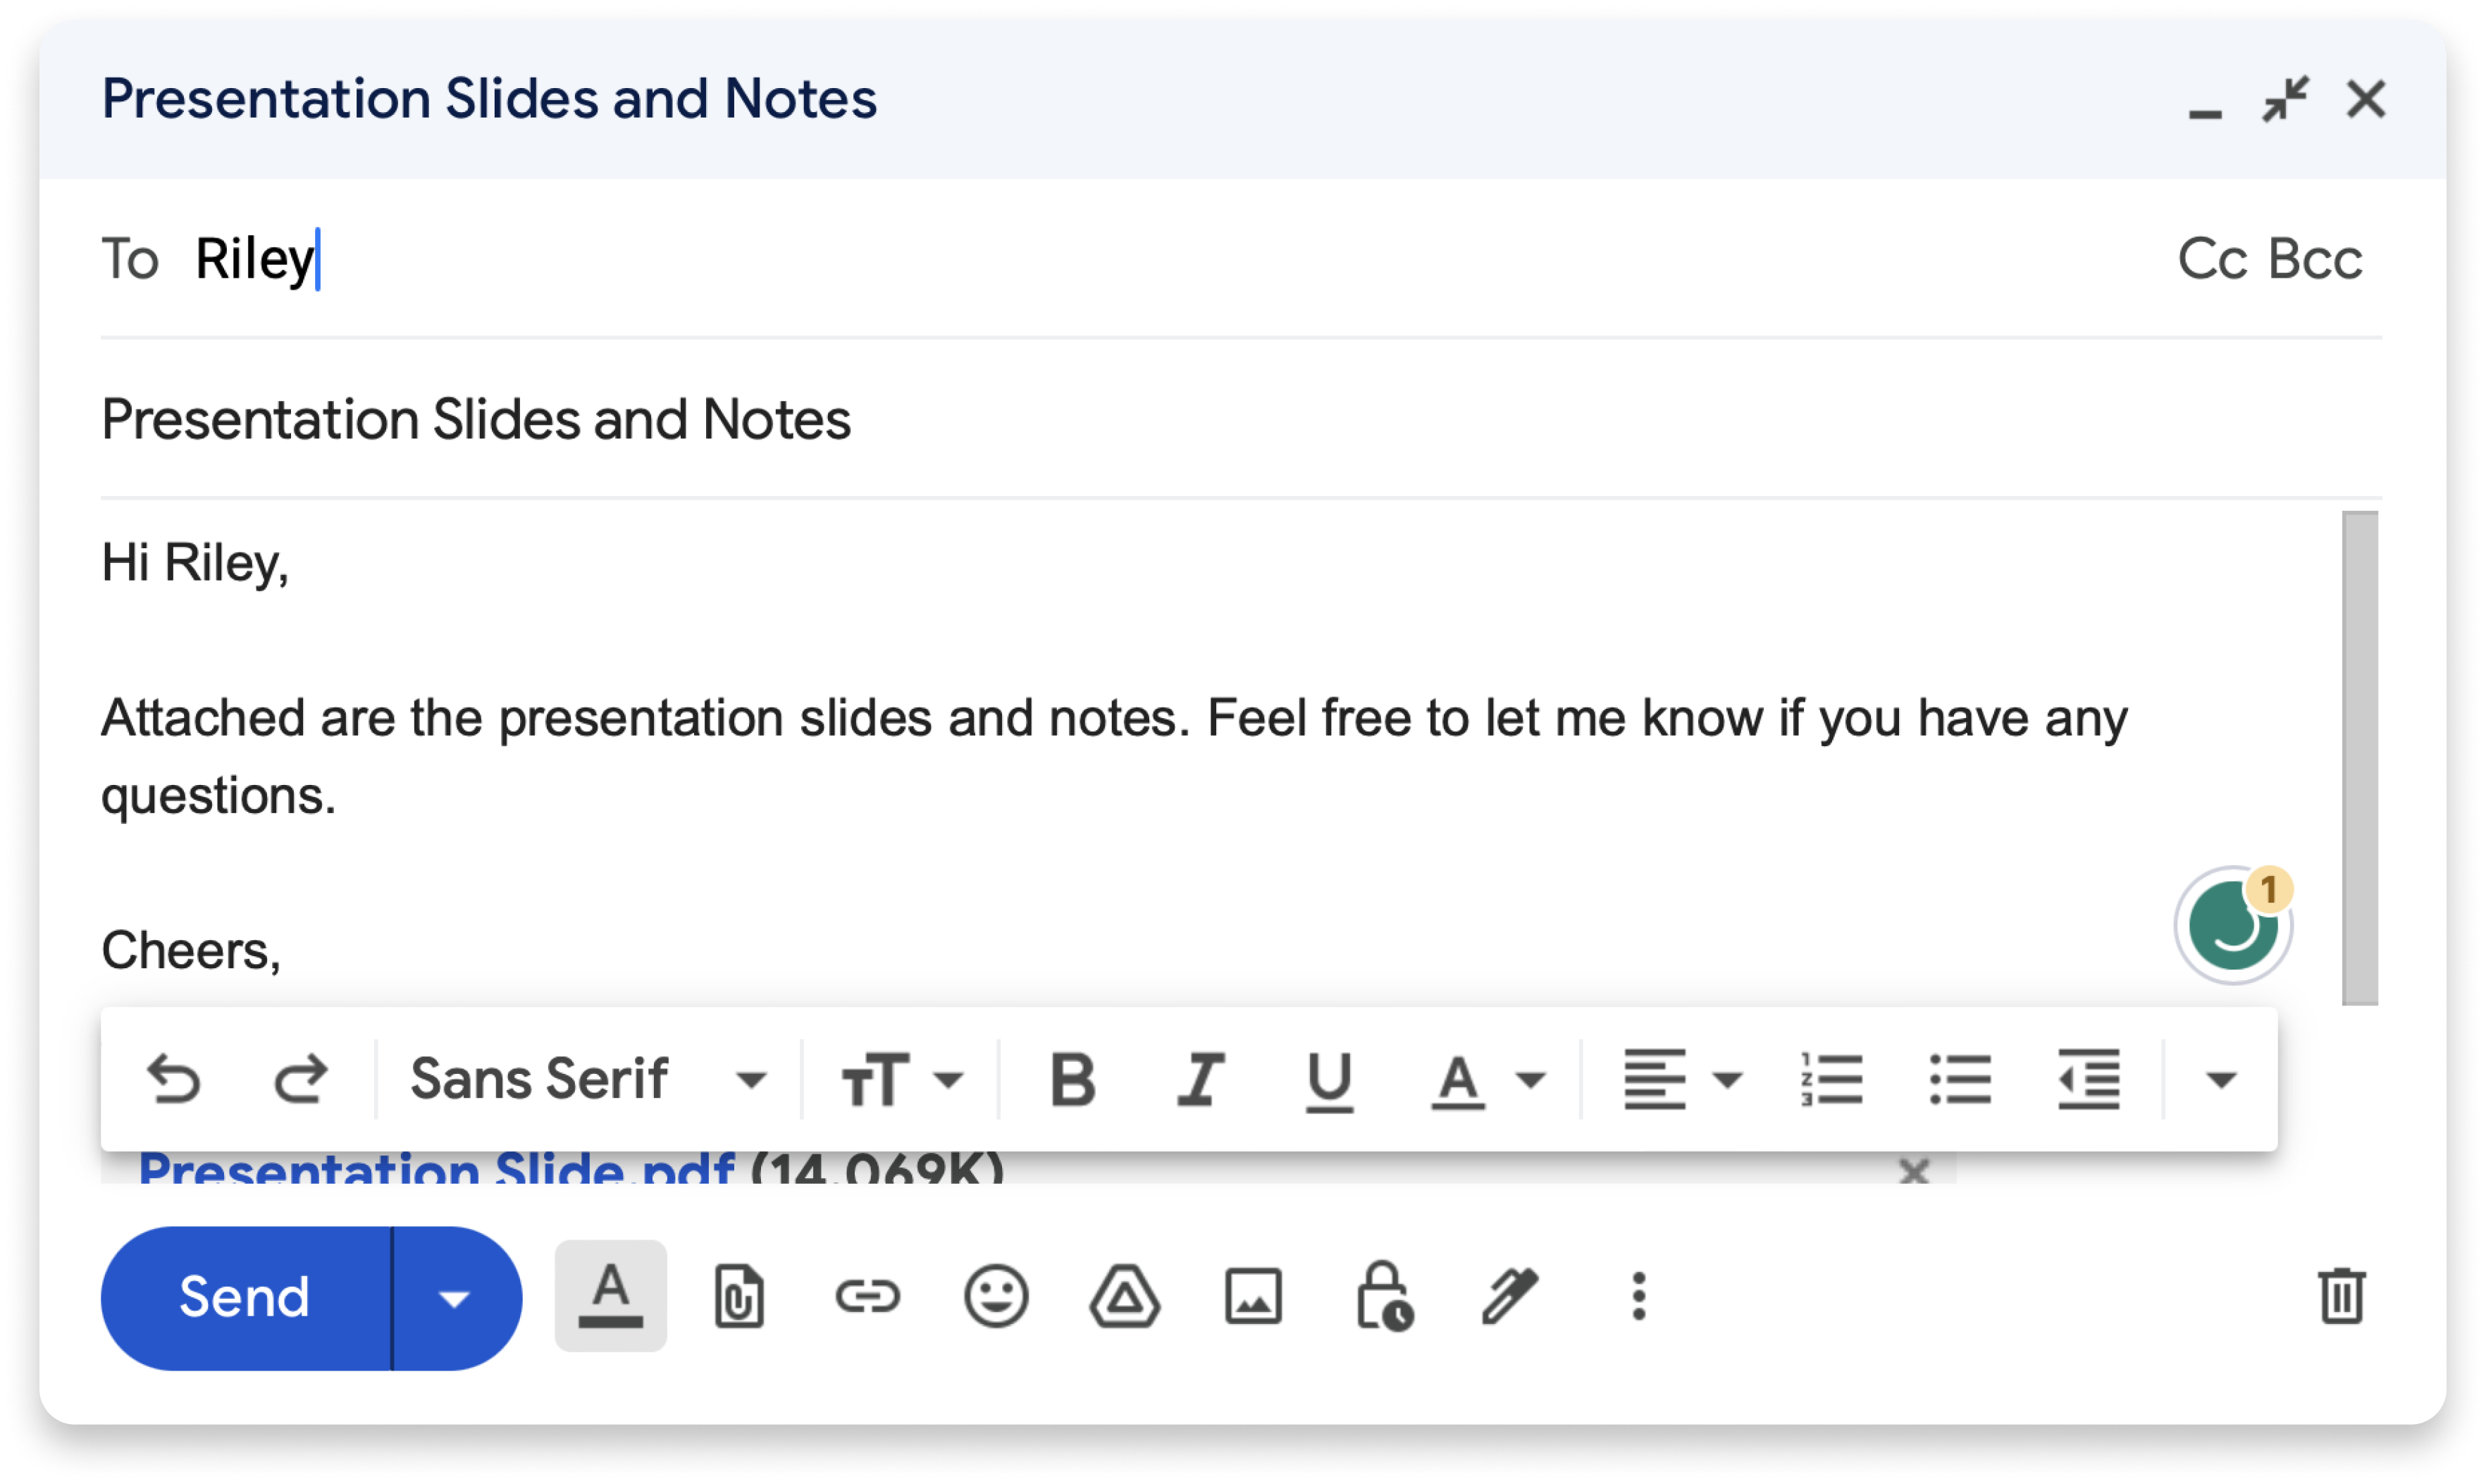 Presentation Slides and Notes
To Riley Cc Bcc
Presentation Slides and Notes
Hi Riley,
Attached are the presentation slides and notes. Feel free to let me know if you have any
questions.
1
Cheers,
Sans Serif
Presentation Slide.pdf (14,069K)
Send